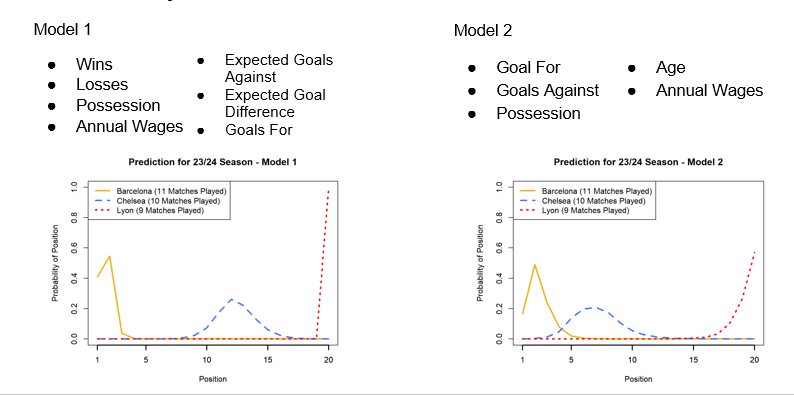 Model 1
Wins
Losses
Possession
Annual Wages
Expected Goals
Against
Expected Goal
Difference
Goals For
Prediction for 23/24 Season - Model 1
Barcelona (11 Matches Played)
Chelsea (10 Matches Played)
Lyon (9 Matches Played)
Probability of Position
0.0 0.2 0.4 0.6 0.8 1.0
1 5 10 15 20
Position
Model 2
Goal For
Goals Against
Possession
Age
Annual Wages
Prediction for 23/24 Season - Model 2
Barcelona (11 Matches Played)
Chelsea (10 Matches Played)
Lyon (9 Matches Played)
Probability of Position
0.0 0.2 0.4 0.6 0.8 1.0
1 5 10 15 20
Position